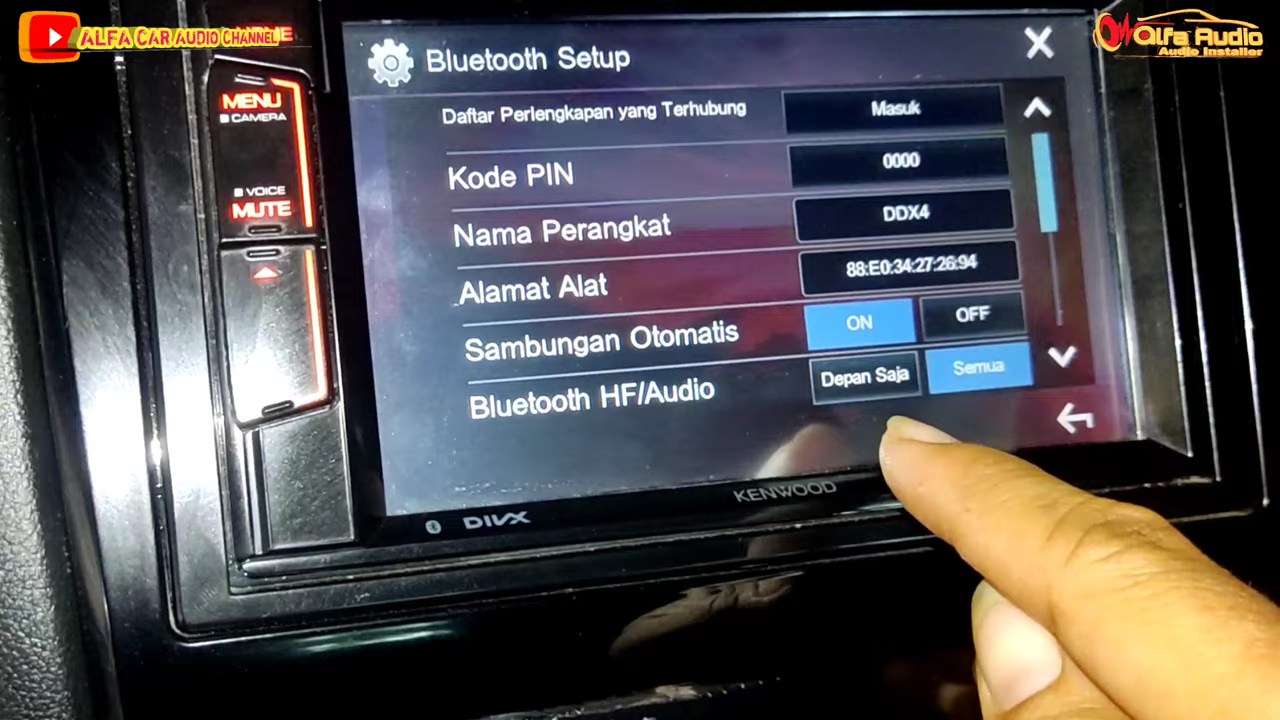 ALFA CAR AUDIO CHANNEL
alfa Audio
Audio Installer
MENU
CAMERA
VOICE
MUTE
Bluetooth Setup
Daftar Perlengkapan yang Terhubung Masuk
Kode PIN 0000
Nama Perangkat DDX4
Alamat Alat 88:E0:34:27:26:94
Sambungan Otomatis ON OFF
Bluetooth HF/Audio Depan Saja Semua
KENWOOD
DIVX